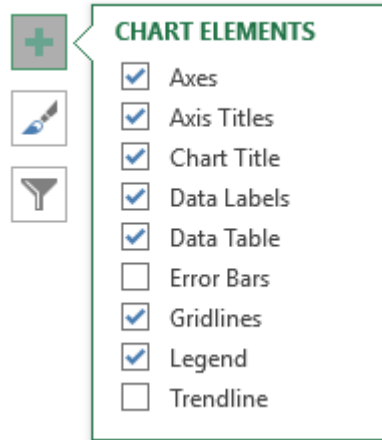 CHART ELEMENTS
Axes
Axis Titles
Chart Title
Data Labels
Data Table
Error Bars
Gridlines
Legend
Trendline